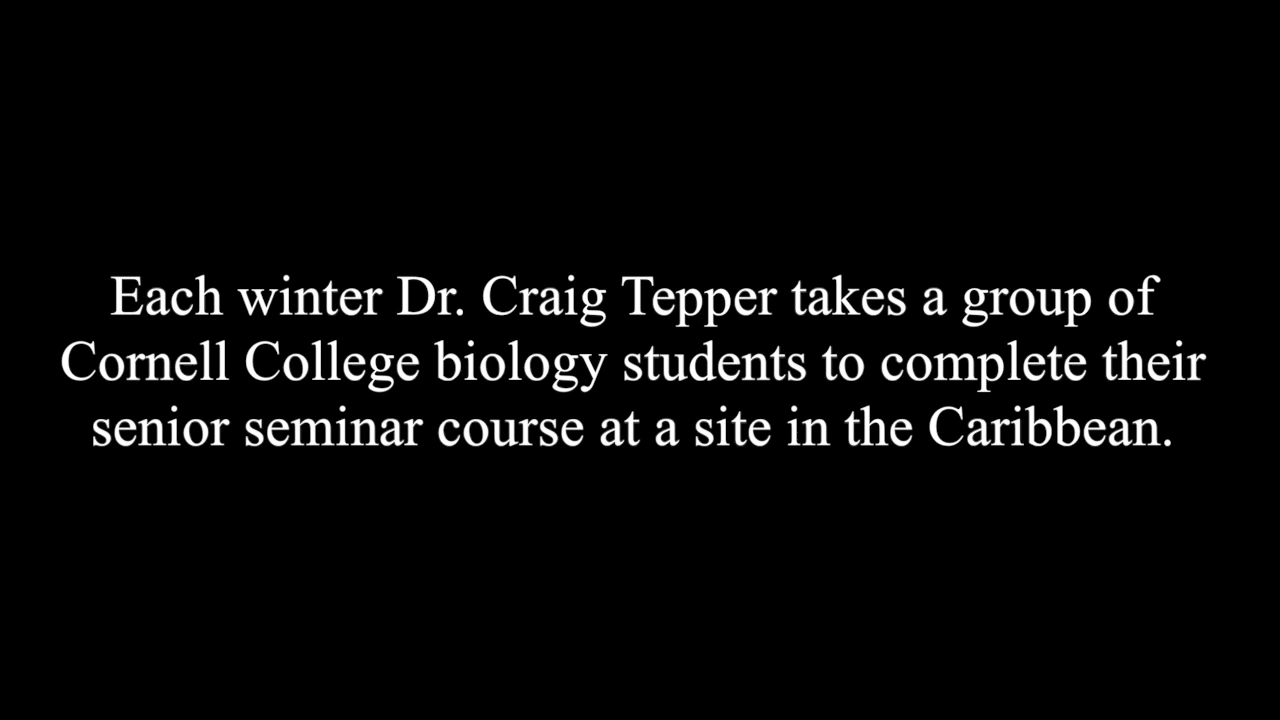 Each winter Dr. Craig Tepper takes a group of
Cornell College biology students to complete their
senior seminar course at a site in the Caribbean.